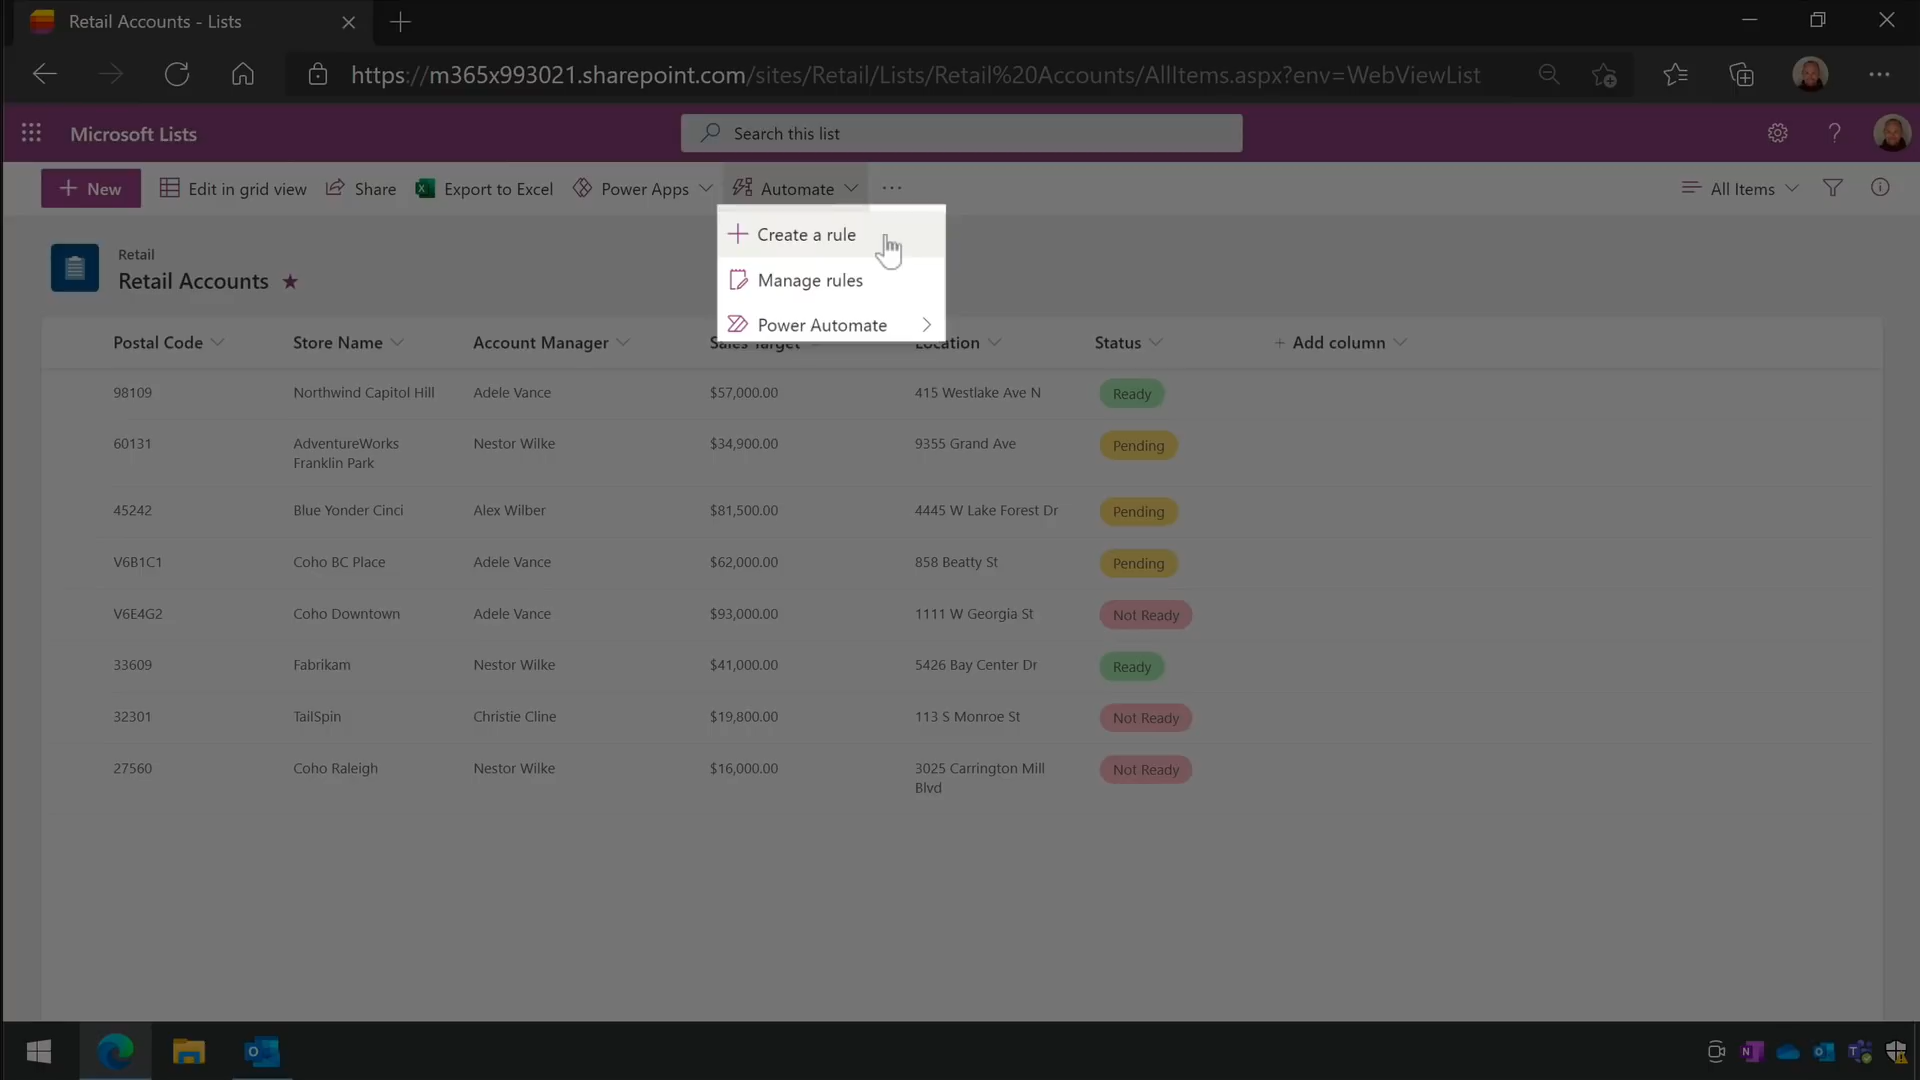 Retail Accounts - Lists
https://m365x993021.sharepoint.com/sites/Retail/Lists/Retail%20Accounts/AllItems.aspx?env=WebViewList
Microsoft Lists
Search this list
New
Edit in grid view
Share
Export to Excel
Power Apps
Automate
All Items
Create a rule
Manage rules
Power Automate
Retail
Retail Accounts
Postal Code
Store Name
Account Manager
Sales Target
Location
Status
+ Add column
98109
Northwind Capitol Hill
Adele Vance
$57,000.00
415 Westlake Ave N
Ready
60131
AdventureWorks
Franklin Park
Nestor Wilke
$34,900.00
9355 Grand Ave
Pending
45242
Blue Yonder Cinci
Alex Wilber
$81,500.00
4445 W Lake Forest Dr
Pending
V6B1C1
Coho BC Place
Adele Vance
$62,000.00
858 Beatty St
Pending
V6E4G2
Coho Downtown
Adele Vance
$93,000.00
1111 W Georgia St
Not Ready
33609
Fabrikam
Nestor Wilke
$41,000.00
5426 Bay Center Dr
Ready
32301
TailSpin
Christie Cline
$19,800.00
113 S Monroe St
Not Ready
27560
Coho Raleigh
Nestor Wilke
$16,000.00
3025 Carrington Mill
Blvd
Not Ready